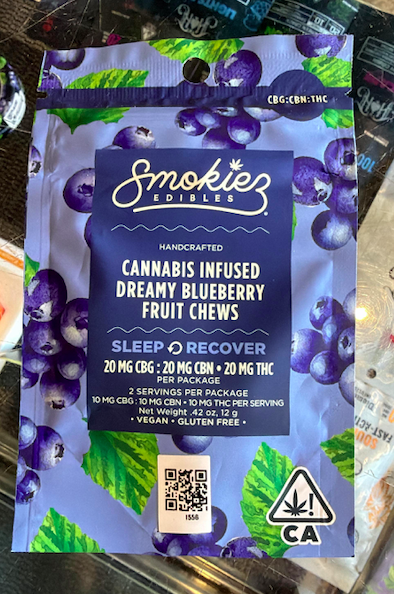 CBG:CBN:THC
Smokiez
EDIBLES
HANDCRAFTED
CANNABIS INFUSED
DREAMY BLUEBERRY
FRUIT CHEWS
SLEEP RECOVER
20 MG CBG : 20 MG CBN • 20 MG THC
PER PACKAGE
2 SERVINGS PER PACKAGE
10 MG CBG : 10 MG CBN • 10 MG THC PER SERVING
Net Weight .42 oz, 12 g
• VEGAN • GLUTEN FREE •
1556
!
CA